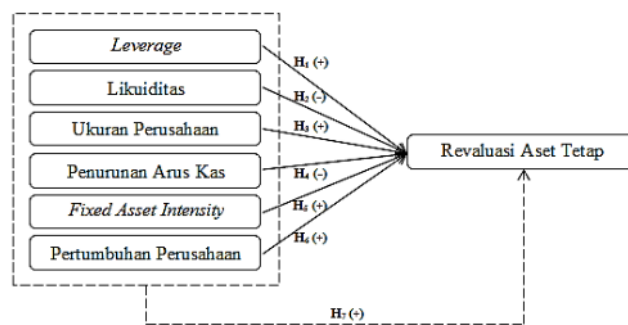 Leverage
Likuiditas
Ukuran Perusahaan
Penurunan Arus Kas
Fixed Asset Intensity
Pertumbuhan Perusahaan
H₁ (+)
H₂ (-)
H₃ (+)
H₄ (-)
H₅ (+)
H₆ (+)
Revaluasi Aset Tetap
H₇ (+)